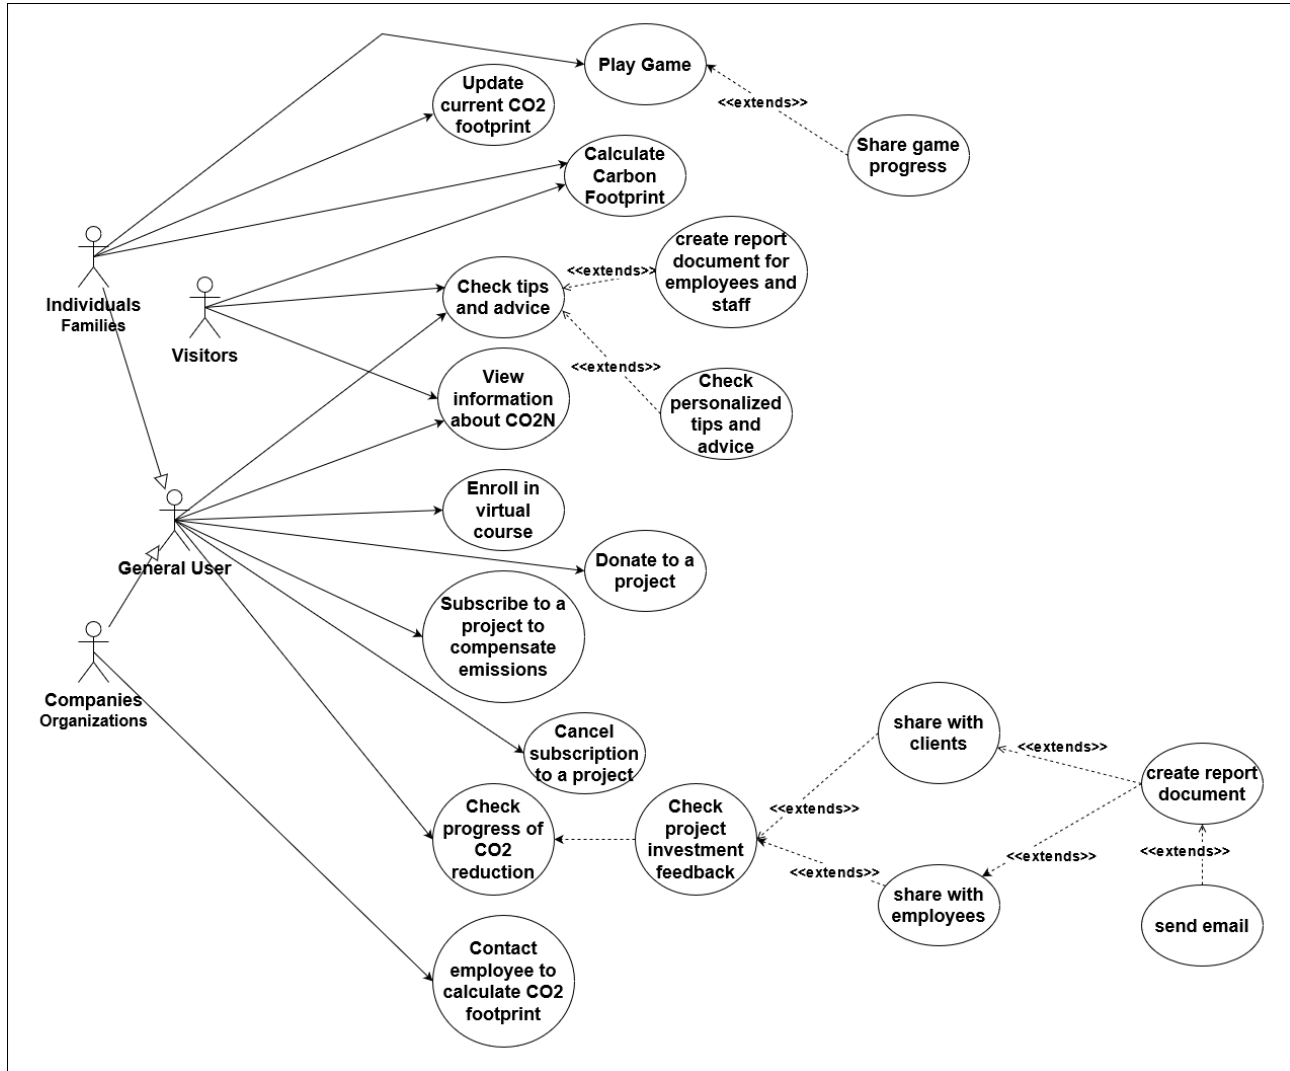 Play Game
<<extends>>
Share game
progress
Update
current CO2
footprint
Calculate
Carbon
Footprint
Individuals
Families
Visitors
Check tips
and advice
<<extends>>
create report
document for
employees and
staff
<<extends>>
Check
personalized
tips and
advice
View
information
about CO2N
General User
Enroll in
virtual
course
Donate to a
project
Subscribe to a
project to
compensate
emissions
Companies
Organizations
Cancel
subscription
to a project
Check
progress of
CO2
reduction
Check
project
investment
feedback
<<extends>>
<<extends>>
share with
clients
share with
employees
<<extends>>
<<extends>>
create report
document
<<extends>>
send email
Contact
employee to
calculate CO2
footprint